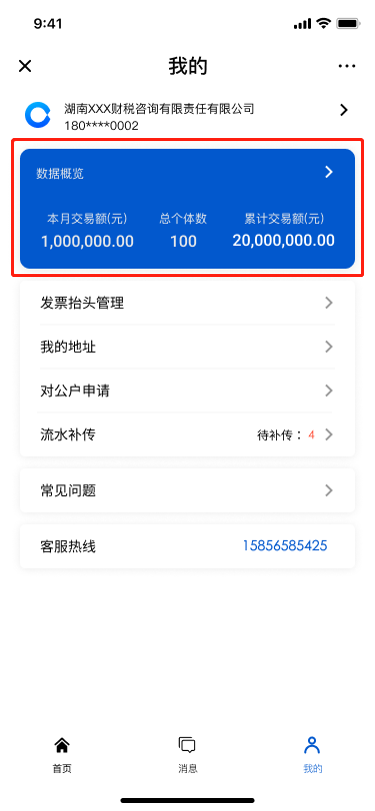 9:41
我的
湖南XXX财税咨询有限责任有限公司
180****0002
数据概览
本月交易额(元) 总个体数 累计交易额(元)
1,000,000.00 100 20,000,000.00
发票抬头管理
我的地址
对公户申请
流水补传 待补传： 4
常见问题
客服热线 15856585425
首页 消息 我的